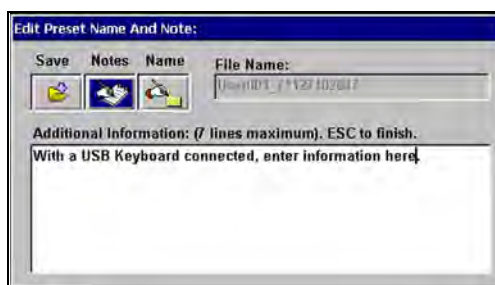 Edit Preset Name And Note:
Save Notes Name File Name:
Additional Information: (7 lines maximum). ESC to finish.
With a USB Keyboard connected, enter information here.